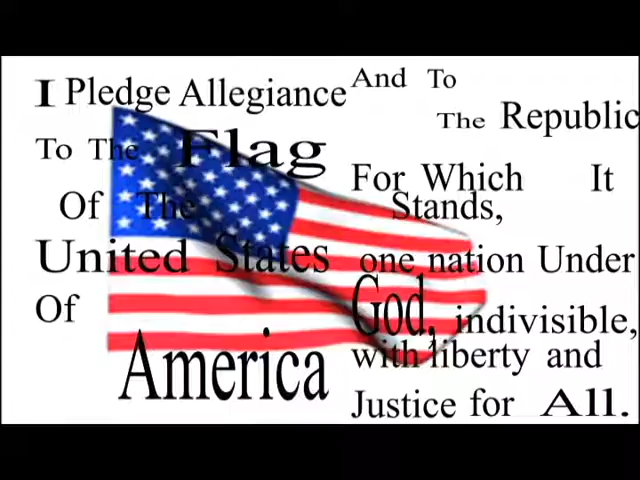 I Pledge Allegiance
To The Flag
Of The
United States
Of
America
And To
The Republic
For Which It
Stands,
one nation Under
God, indivisible,
with liberty and
Justice for All.